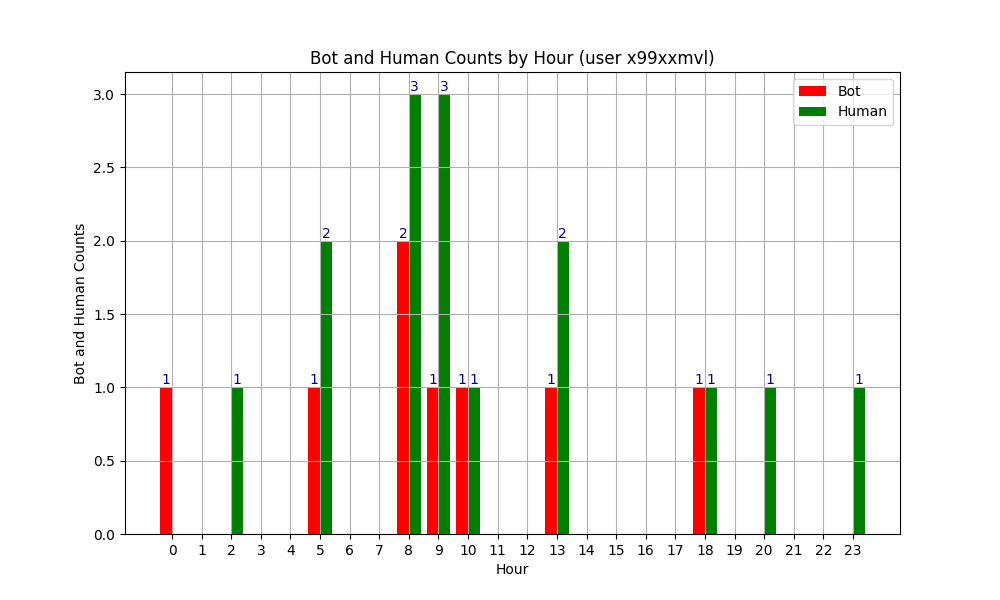 Bot and Human Counts by Hour (user x99xxmvl)
Bot
Human
Bot and Human Counts
3.0
2.5
2.0
1.5
1.0
0.5
0.0
1 1 1 2 2 3 1 3 1 1 1 2 1 1 1 1
0 1 2 3 4 5 6 7 8 9 10 11 12 13 14 15 16 17 18 19 20 21 22 23
Hour